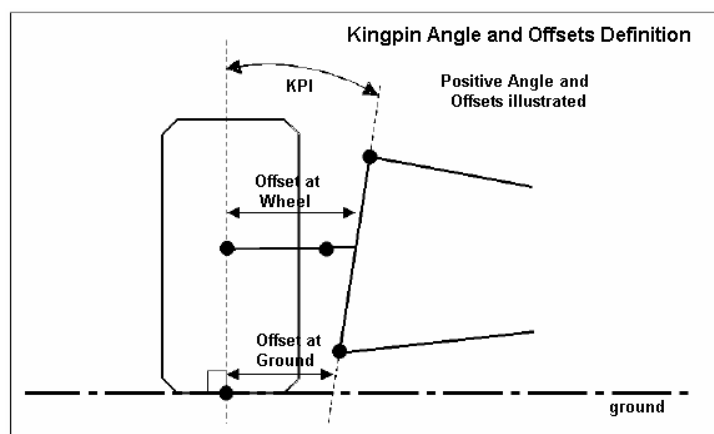 Kingpin Angle and Offsets Definition
KPI
Positive Angle and
Offsets illustrated
Offset at
Wheel
Offset at
Ground
ground